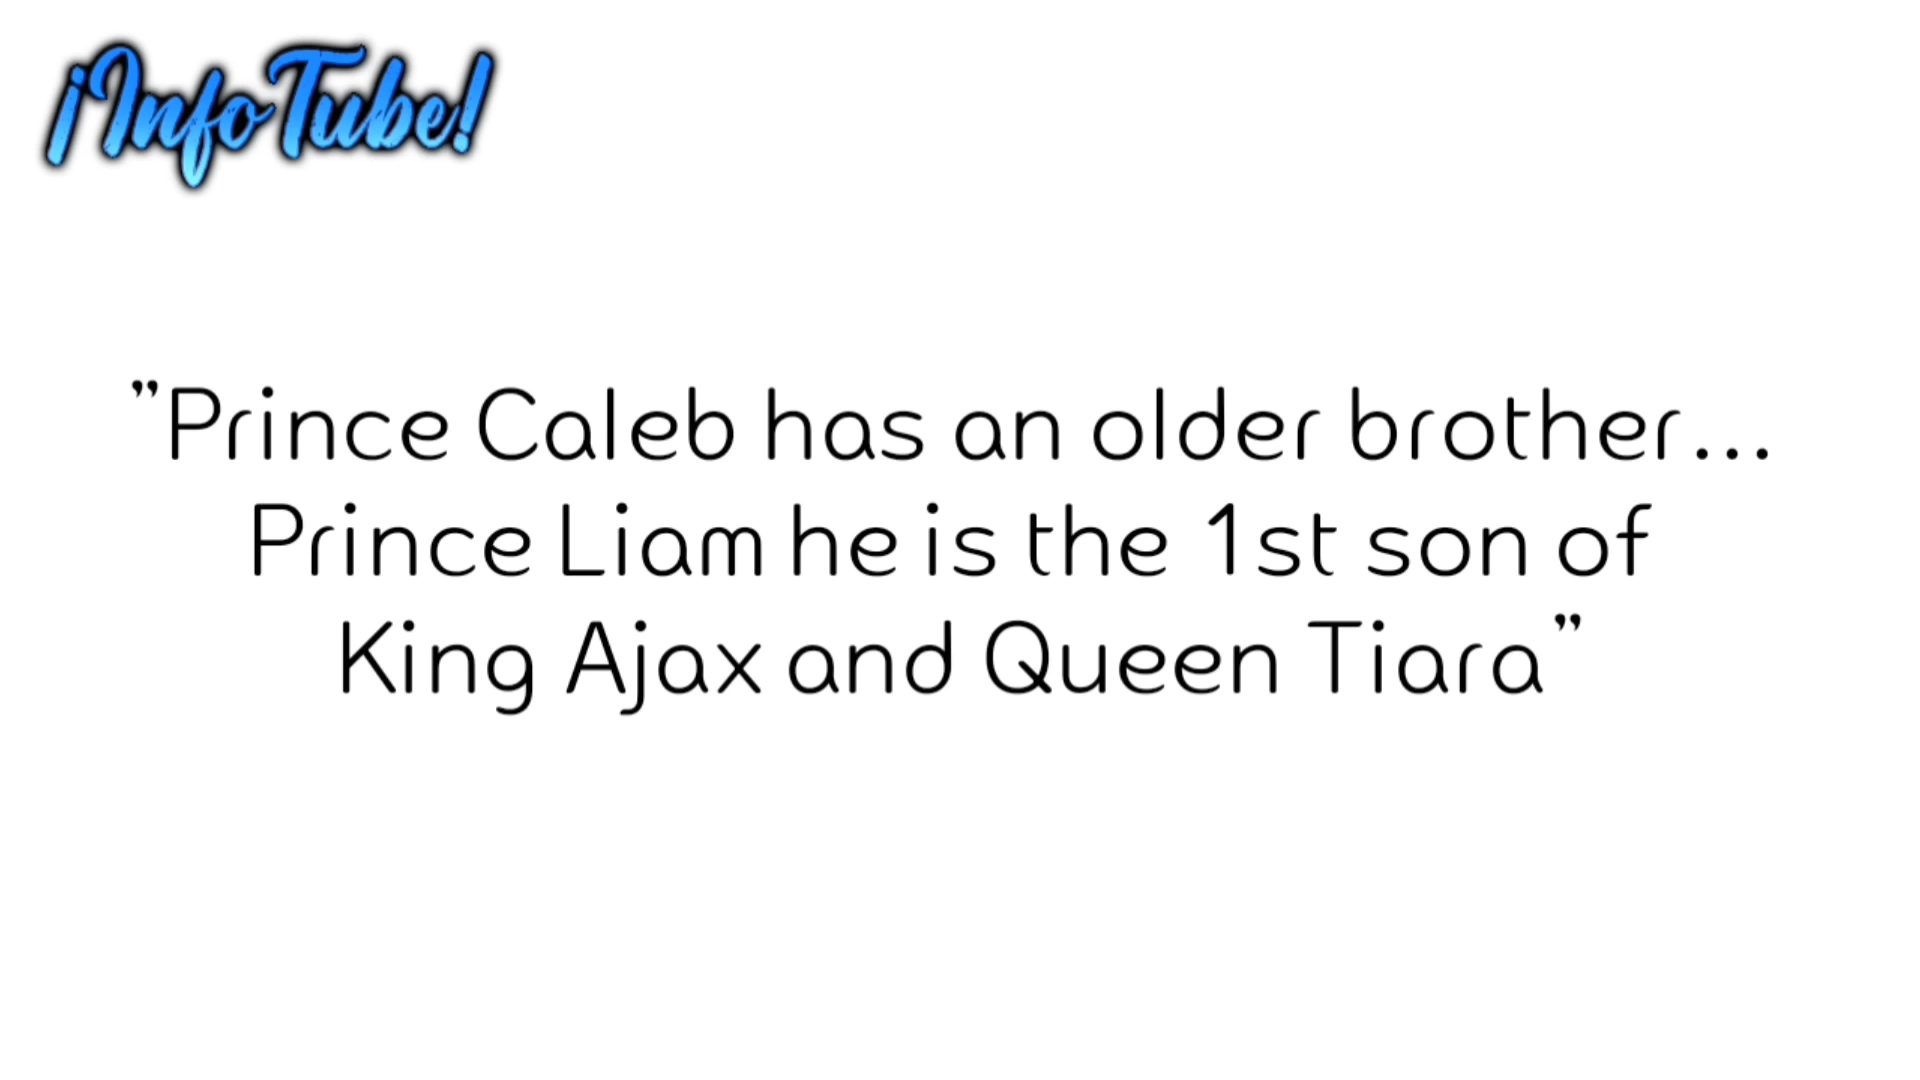 ¡InfoTube!
”Prince Caleb has an older brother...
Prince Liam he is the 1st son of
King Ajax and Queen Tiara”